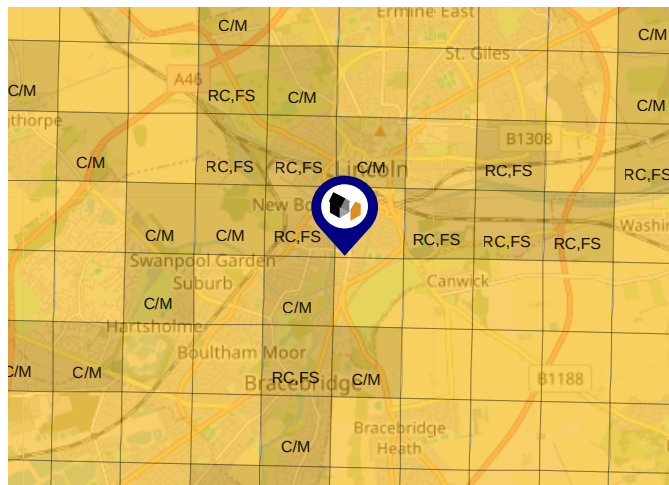 Ermine East
C/M
C/M
St. Giles
A46
C/M
RC,FS
C/M
C/M
B1308
C/M
RC,FS
RC,FS
Lincoln
C/M
RC,FS
RC,FS
New Bo
C/M
C/M
RC,FS
RC,FS
RC,FS
RC,FS
Washin
Swanpool Garden
Suburb
Canwick
C/M
C/M
Hartsholme
Boultham Moor
C/M
C/M
RC,FS
C/M
Bracebridge
B1188
Bracebridge
Heath
C/M